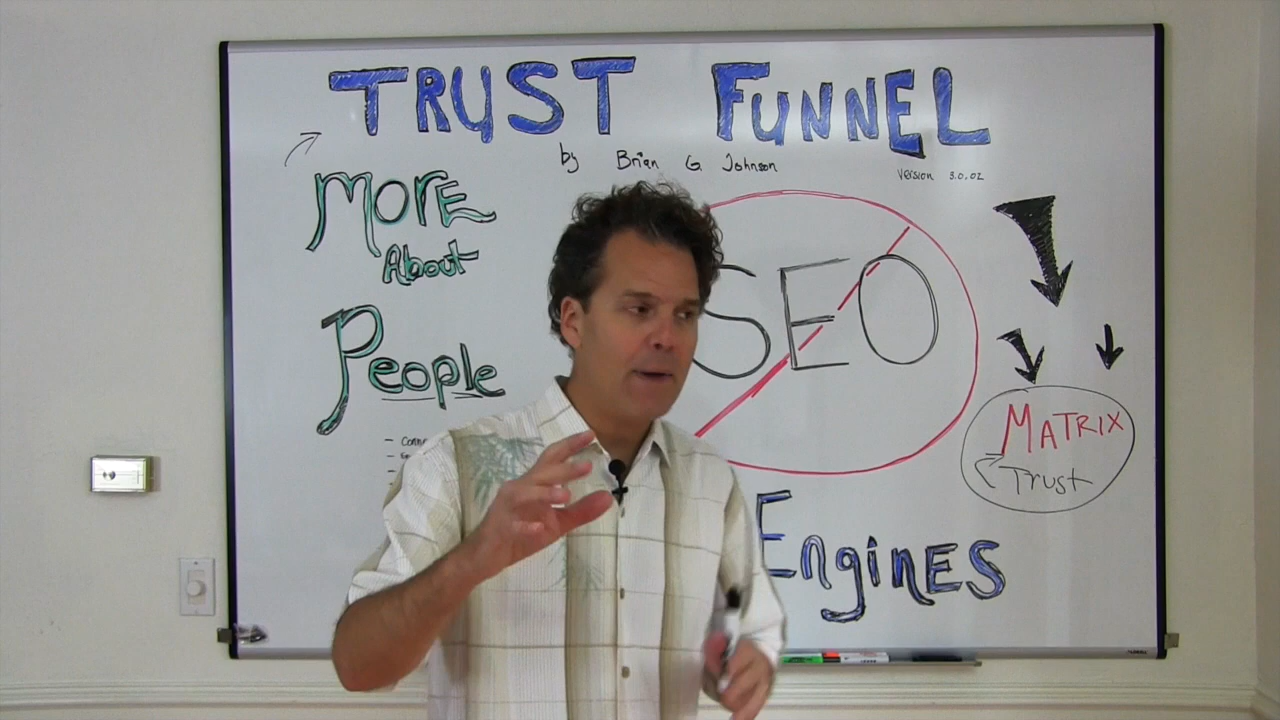 TRUST FUNNEL
by Brian G. Johnson
Version 3.0.02
More
About
People
SEO
MATRIX
Trust
Engines